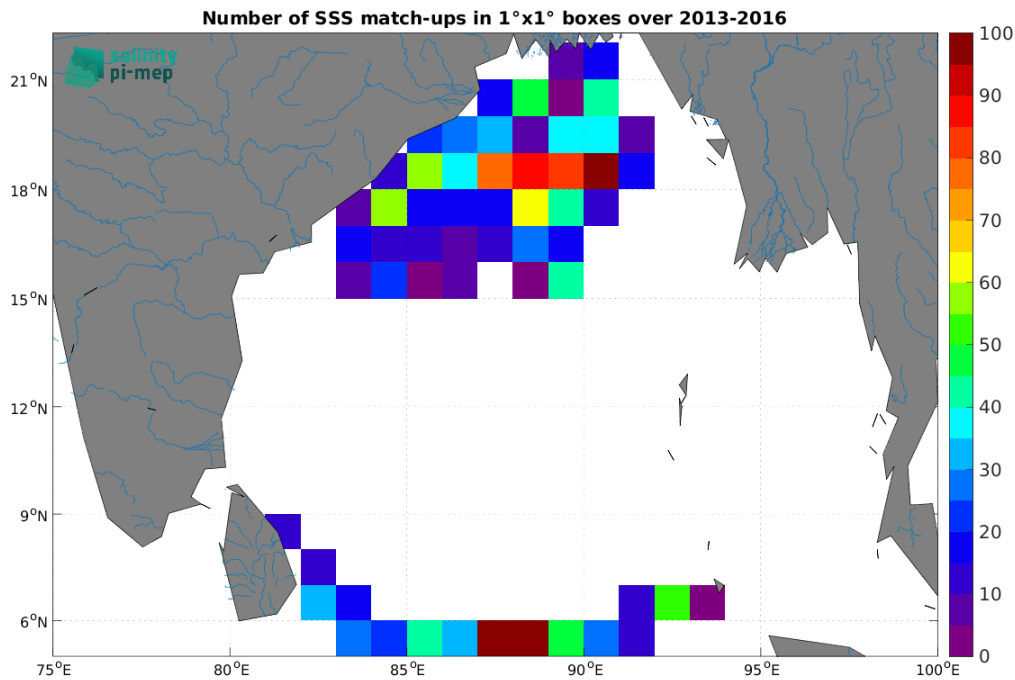 Number of SSS match-ups in 1°x1° boxes over 2013-2016
salinity
pi-mep
21°N
18°N
15°N
12°N
9°N
6°N
75°E 80°E 85°E 90°E 95°E 100°E
100
90
80
70
60
50
40
30
20
10
0